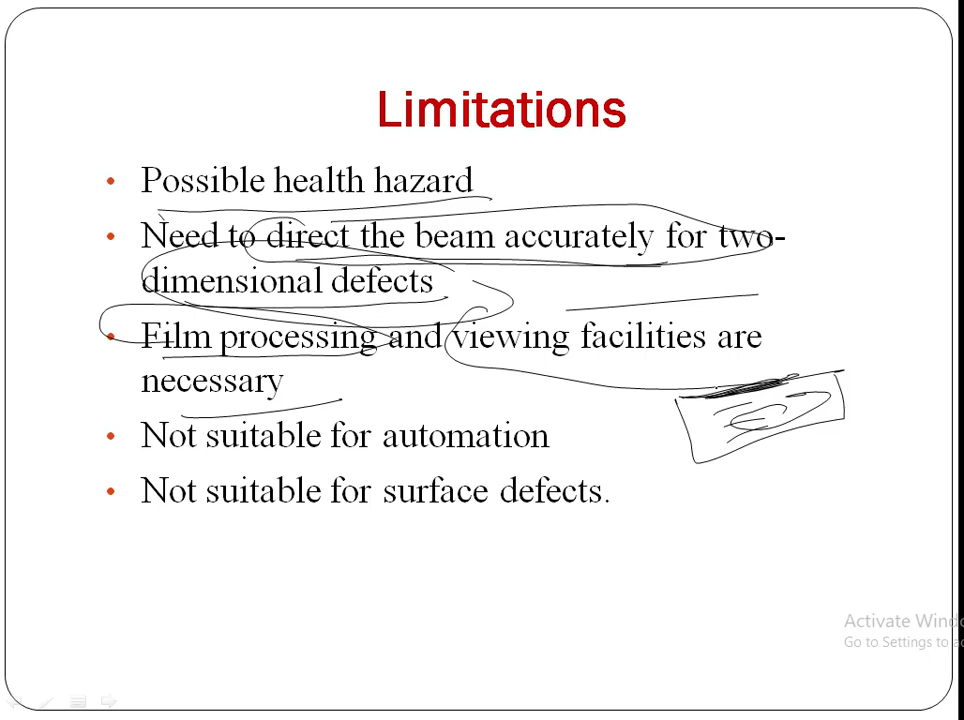 Limitations
• Possible health hazard
• Need to direct the beam accurately for two-
dimensional defects
• Film processing and viewing facilities are
necessary
• Not suitable for automation
• Not suitable for surface defects.
Activate Windo
Go to Settings to a